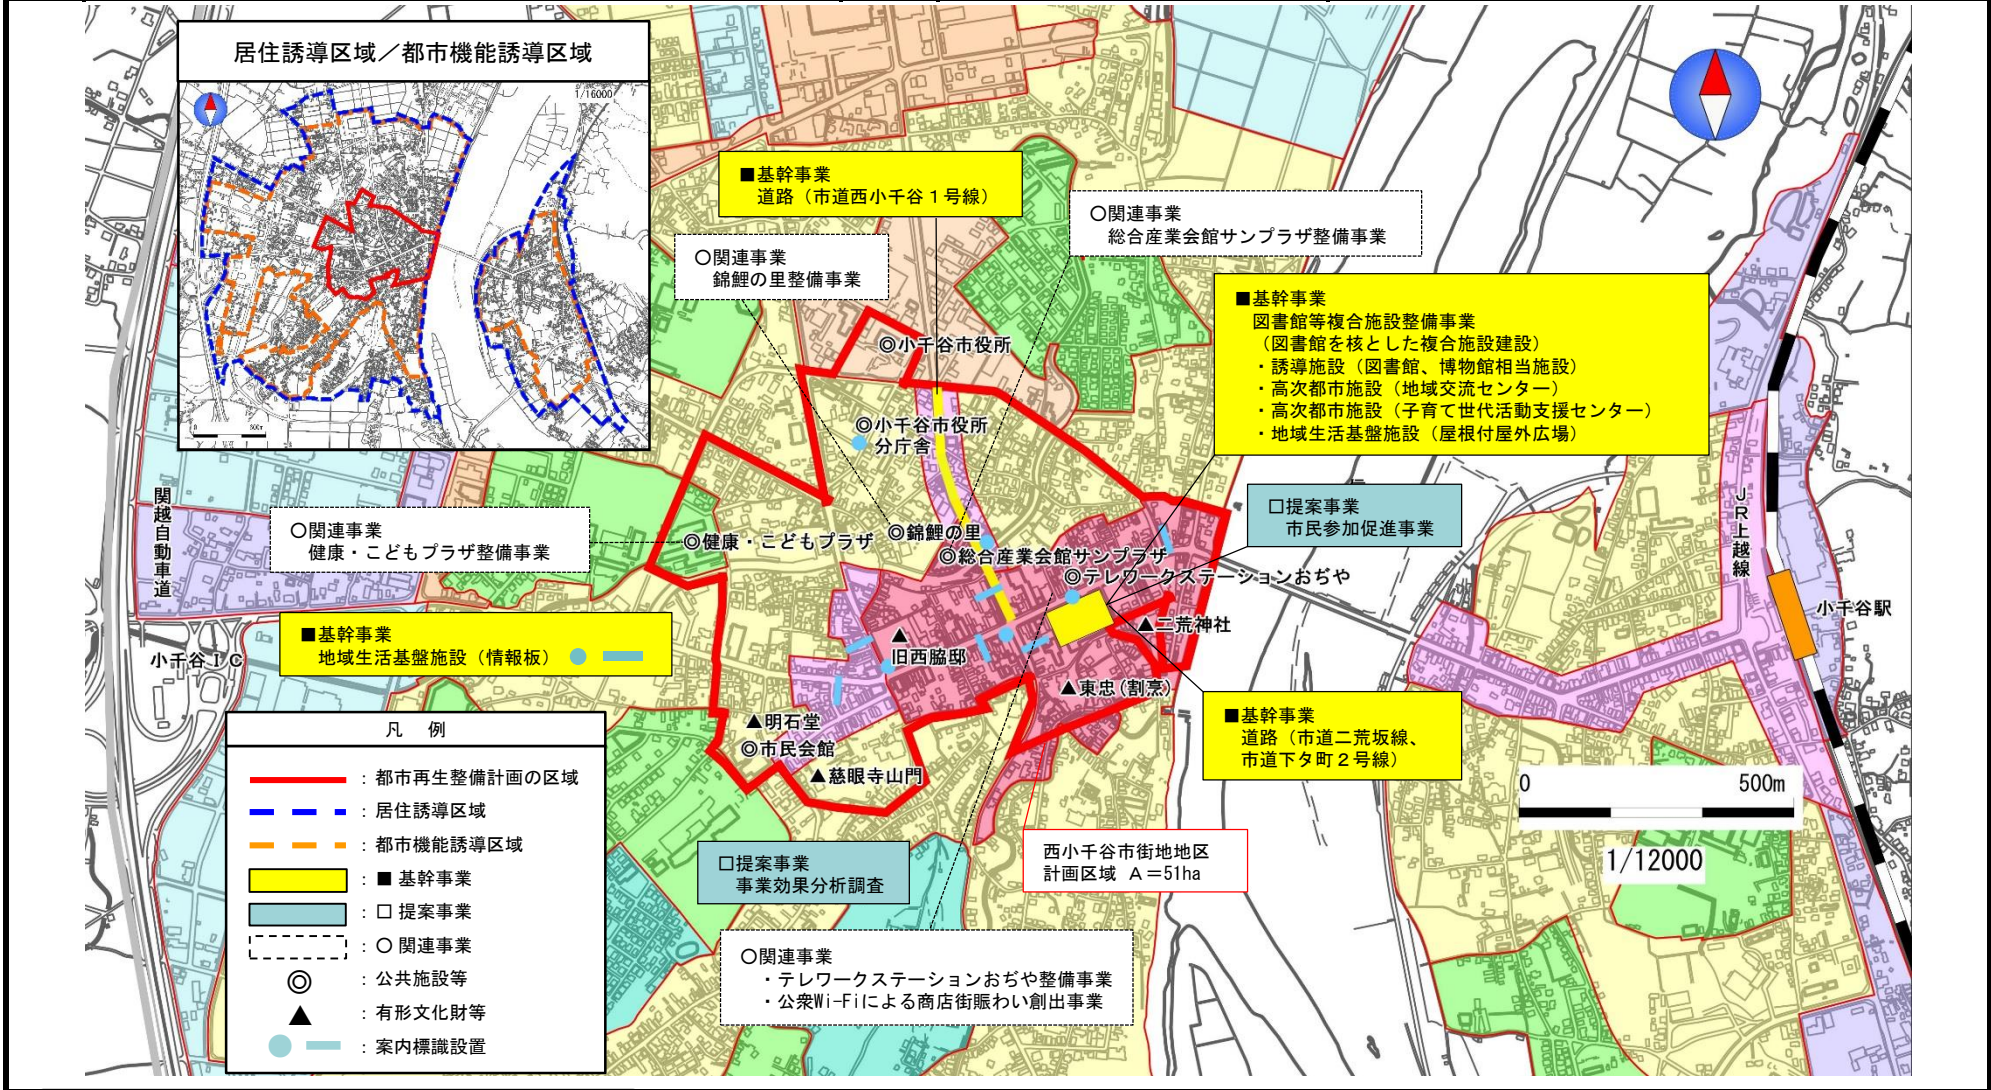 居住誘導区域／都市機能誘導区域
1/16000
0 500m
■基幹事業
道路（市道西小千谷１号線）
〇関連事業
錦鯉の里整備事業
〇関連事業
総合産業会館サンプラザ整備事業
■基幹事業
図書館等複合施設整備事業
（図書館を核とした複合施設建設）
・誘導施設（図書館、博物館相当施設）
・高次都市施設（地域交流センター）
・高次都市施設（子育て世代活動支援センター）
・地域生活基盤施設（屋根付屋外広場）
◎小千谷市役所
◎小千谷市役所
分庁舎
□提案事業
市民参加促進事業
関越自動車道
〇関連事業
健康・こどもプラザ整備事業
◎健康・こどもプラザ
◎錦鯉の里
◎総合産業会館サンプラザ
◎テレワークステーションおぢや
ＪＲ上越線
小千谷駅
■基幹事業
地域生活基盤施設（情報板）
小千谷ＩＣ
▲二荒神社
▲
旧西脇邸
▲東忠(割烹)
▲明石堂
◎市民会館
▲慈眼寺山門
■基幹事業
道路（市道二荒坂線、
市道下タ町２号線）
凡 例
：都市再生整備計画の区域
：居住誘導区域
：都市機能誘導区域
：■ 基幹事業
：□ 提案事業
：〇 関連事業
◎ ：公共施設等
▲ ：有形文化財等
：案内標識設置
□提案事業
事業効果分析調査
西小千谷市街地地区
計画区域 Ａ＝51ha
〇関連事業
・テレワークステーションおぢや整備事業
・公衆Wi-Fiによる商店街賑わい創出事業
0 500m
1/12000